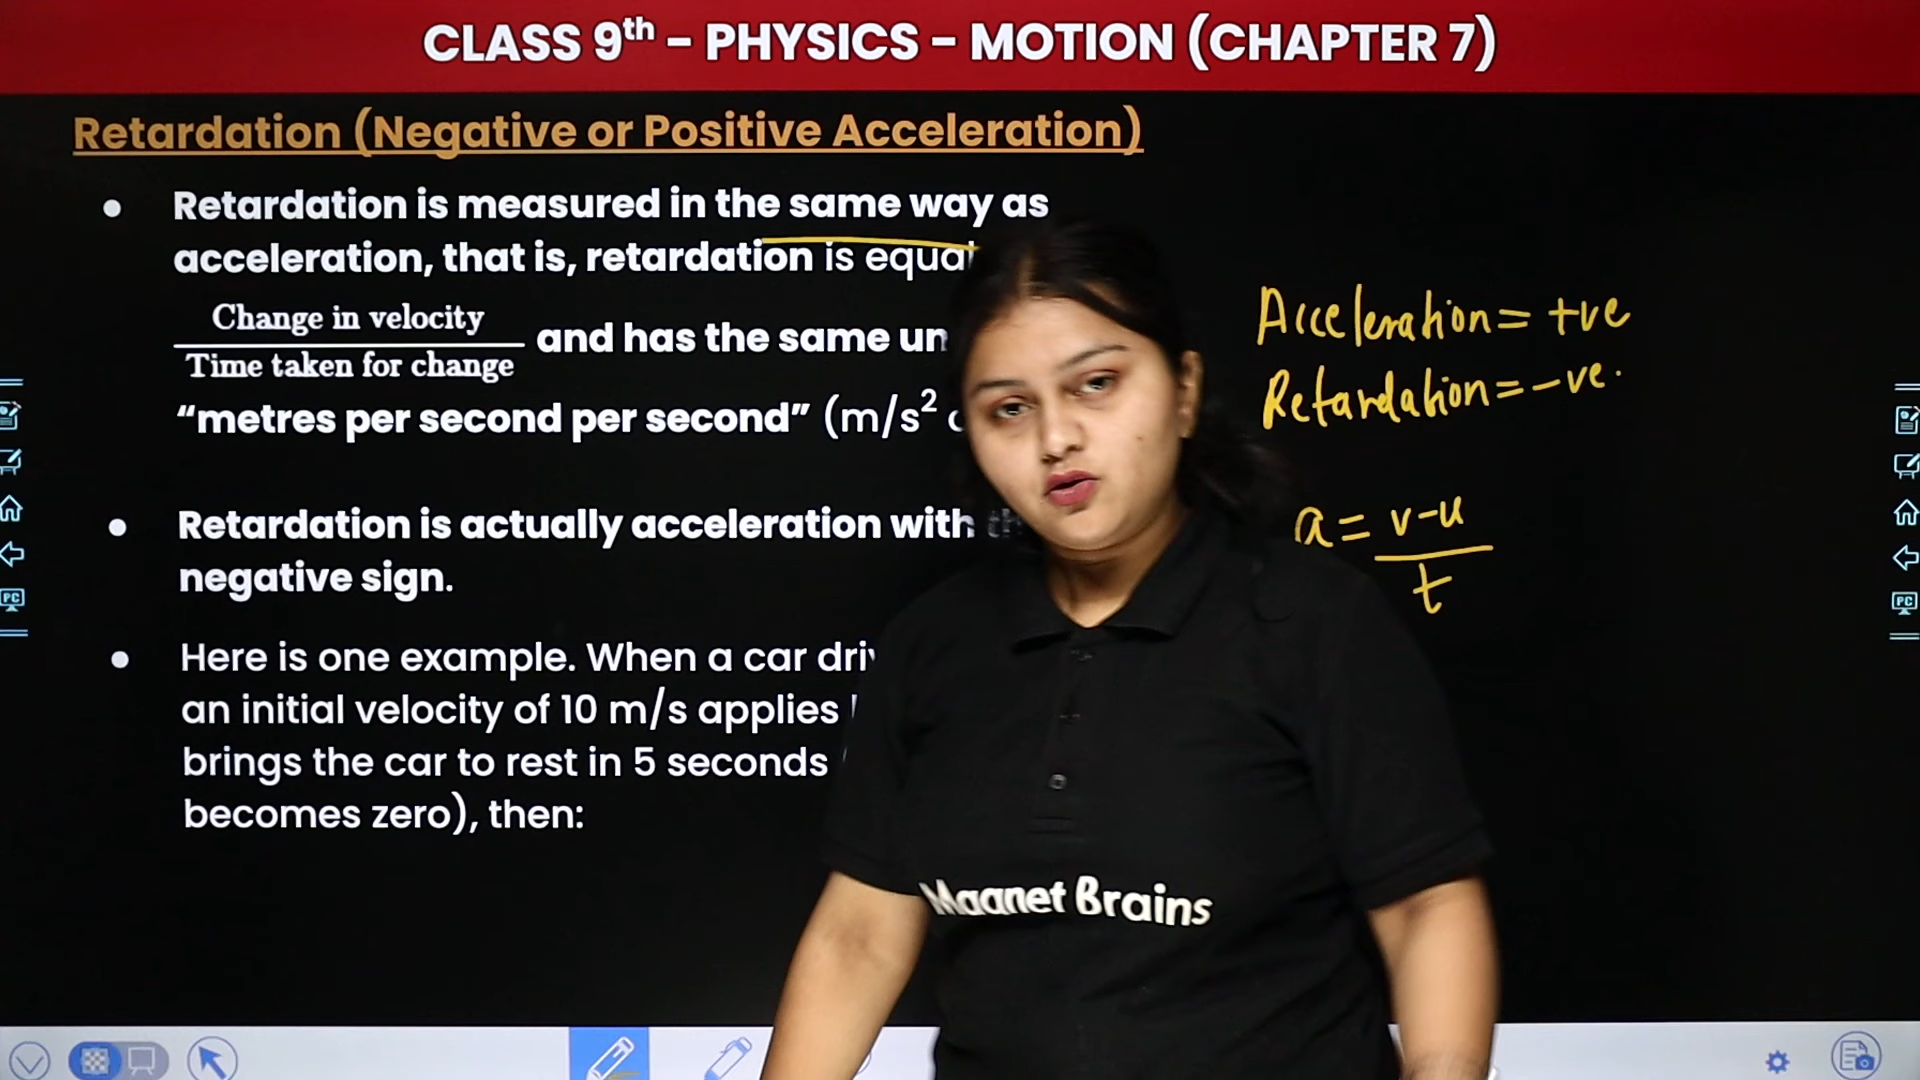 CLASS 9th - PHYSICS - MOTION (CHAPTER 7)
Retardation (Negative or Positive Acceleration)
Retardation is measured in the same way as
acceleration, that is, retardation is equal
Change in velocity
Time taken for change
and has the same
"metres per second per second" (m/s²
Retardation is actually acceleration with
negative sign.
Here is one example. When a car
an initial velocity of 10 m/s applies
brings the car to rest in 5 seconds
becomes zero), then:
Acceleration = +ve
Retardation = -ve.
a = v-u
t
Magnet Brains
PC
PC